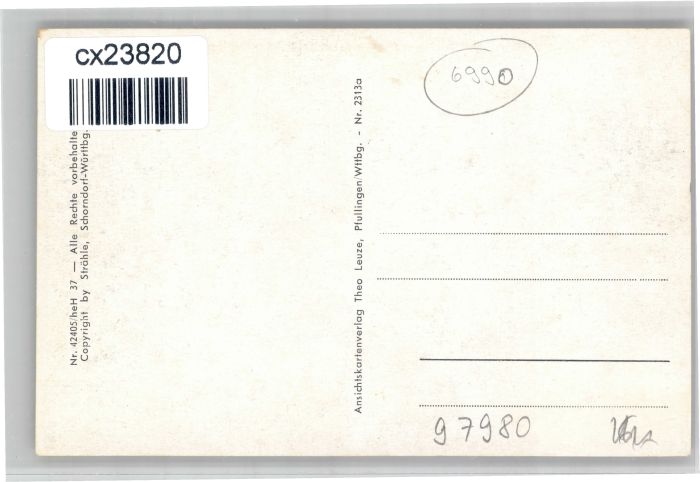 cx23820
Nr. 42405/heH 37 — Alle Rechte vorbehalte
Copyright by Strähle, Schorndorf-Württbg.
Ansichtskartenverlag Theo Leuze, Pfullingen/Wttbg. - Nr. 2313a
6990
97980